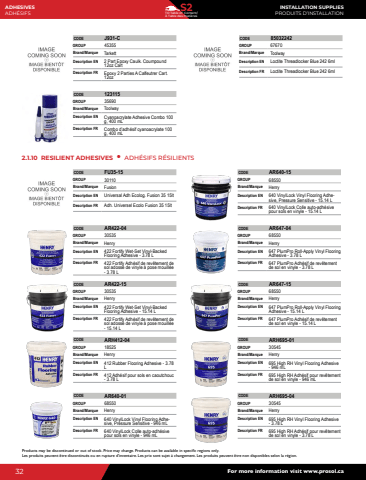 ADHESIVES
ADHÉSIFS
S2
INSTALLATION SUPPLIES
PRODUITS D'INSTALLATION
IMAGE
COMING SOON
IMAGE BIENTÔT
DISPONIBLE
CODE J931-C
GROUP 45355
Brand/Marque Tarkett
Description EN 2 Part Epoxy Caulk. Coumpound
12oz Cart
Description FR Epoxy 2 Parties A Calfeutrer Cart.
12oz
IMAGE
COMING SOON
IMAGE BIENTÔT
DISPONIBLE
CODE 05032242
GROUP 67670
Brand/Marque Toolway
Description EN Loctite Threadlocker Blue 242 6ml
Description FR Loctite Threadlocker Blue 242 6ml
CODE 123115
GROUP 35690
Brand/Marque Toolway
Description EN Cyanoacrylate Adhesive Combo 100
g, 400 mL
Description FR Combo d'adhésif cyanoacrylate 100
g, 400 mL
2.1.10 RESILIENT ADHESIVES ■ ADHÉSIFS RÉSILIENTS
IMAGE
COMING SOON
IMAGE BIENTÔT
DISPONIBLE
CODE FU35-15
GROUP 30110
Brand/Marque Fusion
Description EN Universal Adh Ecolog. Fusion 35 15lt
Description FR Adh. Universel Ecolo Fusion 35 15lt
CODE AR640-15
GROUP 68550
Brand/Marque Henry
Description EN 640 VinylLock Vinyl Flooring Adhe-
sive, Pressure Sensitive - 15.14 L
Description FR 640 VinylLock Colle auto-adhésive
pour sols en vinyle - 15.14 L
CODE AR422-04
GROUP 30535
Brand/Marque Henry
Description EN 422 Fortify Wet-Set Vinyl-Backed
Flooring Adhesive - 3.78 L
Description FR 422 Fortify Adhésif de revêtement de
sol adossé de vinyle à pose mouillée
- 3.78 L
CODE AR647-04
GROUP 68550
Brand/Marque Henry
Description EN 647 PlumPro Roll-Apply Vinyl Flooring
Adhesive - 3.78 L
Description FR 647 PlumPro Adhésif de revêtement
de sol en vinyle - 3.78 L
CODE AR422-15
GROUP 30535
Brand/Marque Henry
Description EN 422 Fortify Wet-Set Vinyl-Backed
Flooring Adhesive - 15.14 L
Description FR 422 Fortify Adhésif de revêtement de
sol adossé de vinyle à pose mouillée
- 15.14 L
CODE AR647-15
GROUP 68550
Brand/Marque Henry
Description EN 647 PlumPro Roll-Apply Vinyl Flooring
Adhesive - 15.14 L
Description FR 647 PlumPro Adhésif de revêtement
de sol en vinyle - 15.14 L
CODE ARH412-04
GROUP 16525
Brand/Marque Henry
Description EN 412 Rubber Flooring Adhesive - 3.78
L
Description FR 412 Adhésif pour sols en caoutchouc
- 3.78 L
CODE ARH695-01
GROUP 30545
Brand/Marque Henry
Description EN 695 High RH Vinyl Flooring Adhesive
- 946 mL
Description FR 695 High RH Adhésif pour revêtement
de sol en vinyle - 946 mL
CODE AR640-01
GROUP 68550
Brand/Marque Henry
Description EN 640 VinylLock Vinyl Flooring Adhe-
sive, Pressure Sensitive - 946 mL
Description FR 640 VinylLock Colle auto-adhésive
pour sols en vinyle - 946 mL
CODE ARH695-04
GROUP 30545
Brand/Marque Henry
Description EN 695 High RH Vinyl Flooring Adhesive
- 3.78 L
Description FR 695 High RH Adhésif pour revêtement
de sol en vinyle - 3.78 L
Products may be discontinued or out of stock. Price may change. Products can be available in specific regions only.
Les produits peuvent être discontinués ou en rupture d'inventaire. Les prix sont sujet à changement. Les produits peuvent être non disponibles selon la région.
32
For more information visit www.prosol.ca